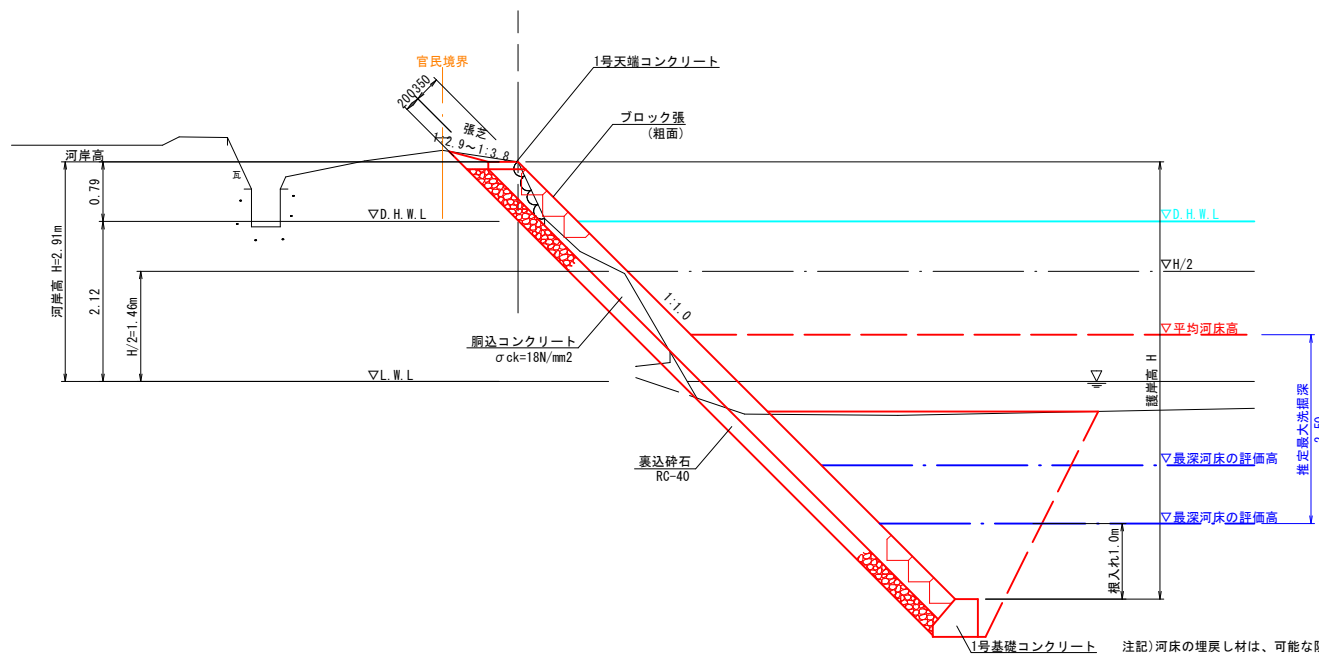 官民境界
1号天端コンクリート
200
350
ブロック張
(粗面)
張芝
1:2.9～1:3.8
河岸高
瓦
0.79
▽D.H.W.L
▽D.H.W.L
河岸高 H=2.91m
▽H/2
2.12
H/2=1.46m
1:1.0
▽平均河床高
胴込コンクリート
σck=18N/mm2
▽L.W.L
▽
護岸高 H
推定最大洗掘深
裏込砕石
RC-40
▽最深河床の評価高
▽最深河床の評価高
根入れ1.0m
1号基礎コンクリート
注記)河床の埋戻し材は、可能な